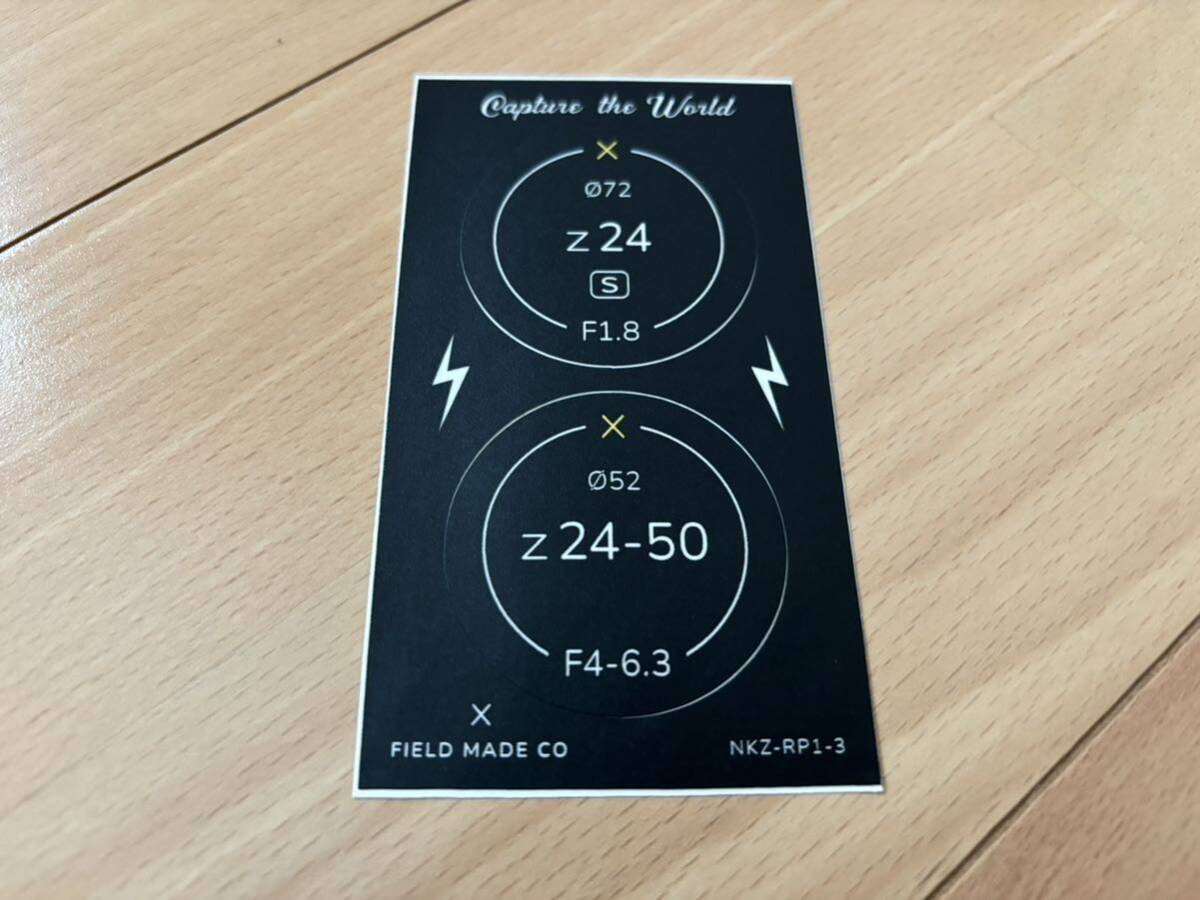 Capture the World
Ø72
Z 24
S
F1.8
Ø52
Z 24-50
F4-6.3
FIELD MADE CO
NKZ-RP1-3